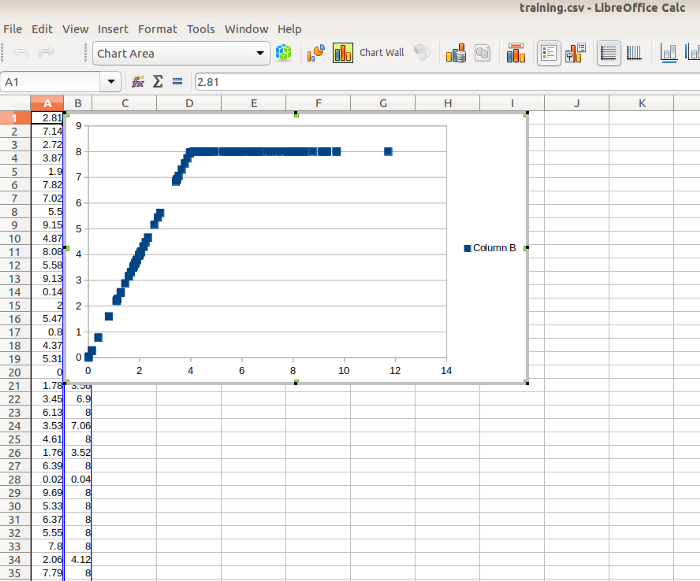 training.csv - LibreOffice Calc
File Edit View Insert Format Tools Window Help
Chart Area Chart Wall
A1 Σ = 2.81
A B C D E F G H I J K
1 2.81
2 7.14
3 2.72
4 3.87
5 1.9
6 7.82
7 7.02
8 5.5
9 9.15
10 4.87
11 8.08
12 5.58
13 9.13
14 0.14
15 2
16 5.47
17 0.8
18 4.37
19 5.31
20 0
9
8
7
6
5
4
3
2
1
0
0 2 4 6 8 10 12 14
Column B
21 1.78 3.56
22 3.45 6.9
23 6.13 8
24 3.53 7.06
25 4.61 8
26 1.76 3.52
27 6.39 8
28 0.02 0.04
29 9.69 8
30 5.33 8
31 6.37 8
32 5.55 8
33 7.8 8
34 2.06 4.12
35 7.79 8